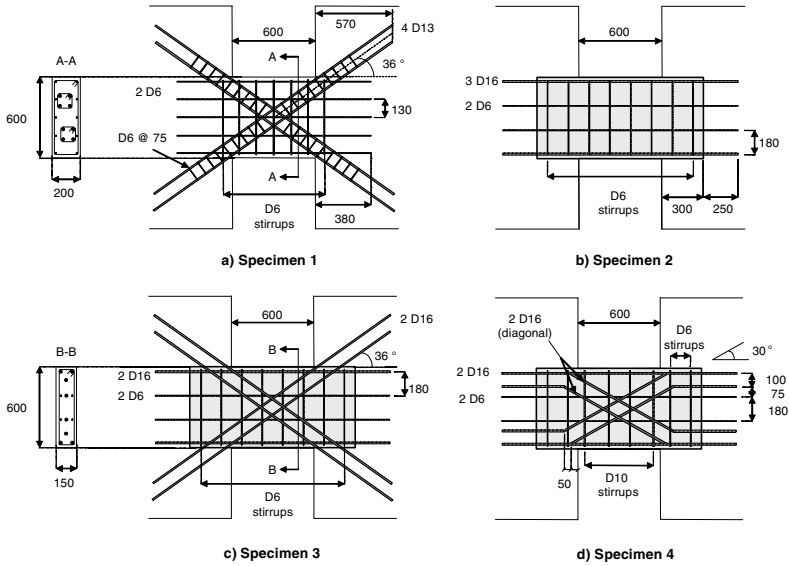 600
570
4 D13
A
A-A
36 °
2 D6
600
130
D6 @ 75
A
200
D6
stirrups
380
a) Specimen 1
600
3 D16
2 D6
180
D6
stirrups
300
250
b) Specimen 2
600
2 D16
B
B-B
36 °
2 D16
2 D6
180
600
B
150
D6
stirrups
c) Specimen 3
2 D16
(diagonal)
600
D6
stirrups
30 °
2 D16
2 D6
100
75
180
50
D10
stirrups
d) Specimen 4